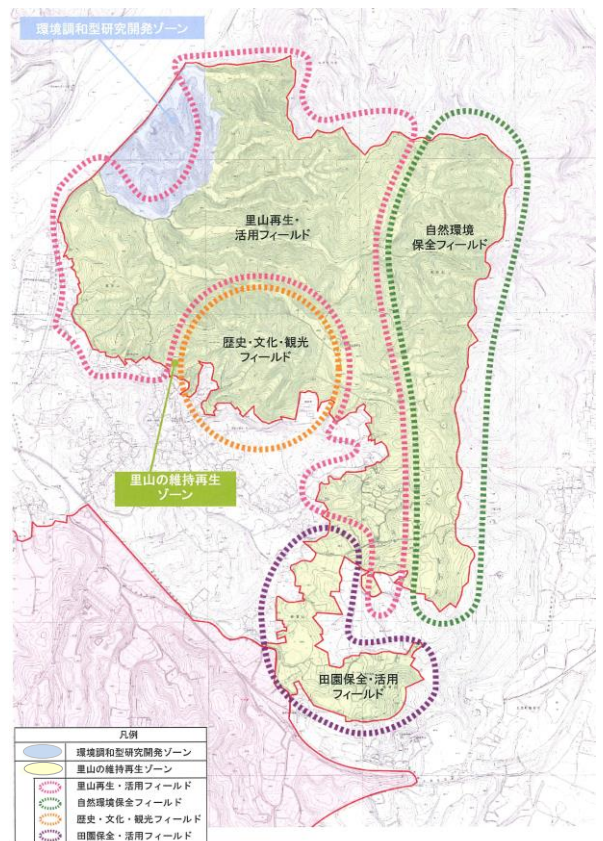 環境調和型研究開発ゾーン
里山再生・
活用フィールド
自然環境
保全フィールド
歴史・文化・観光
フィールド
里山の維持再生
ゾーン
田園保全・活用
フィールド
凡例
環境調和型研究開発ゾーン
里山の維持再生ゾーン
里山再生・活用フィールド
自然環境保全フィールド
歴史・文化・観光フィールド
田園保全・活用フィールド